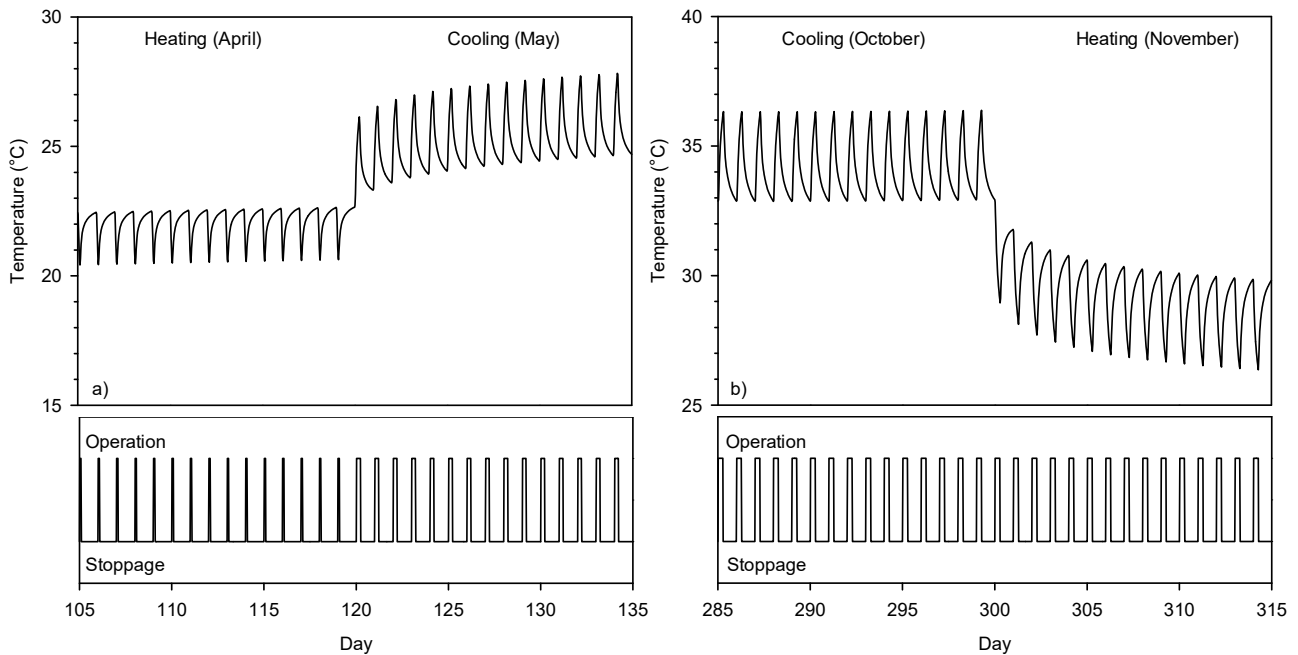 30
25
20
15
Temperature (°C)
Heating (April)
Cooling (May)
a)
Operation
Stoppage
105
110
115
120
125
130
135
Day
40
35
30
25
Temperature (°C)
Cooling (October)
Heating (November)
b)
Operation
Stoppage
285
290
295
300
305
310
315
Day